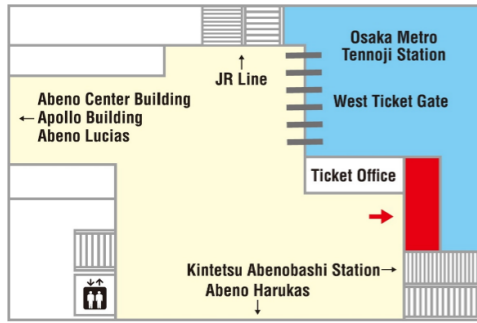 Osaka Metro
Tennoji Station
JR Line
West Ticket Gate
Abeno Center Building
Apollo Building
Abeno Lucias
Ticket Office
Kintetsu Abenobashi Station
Abeno Harukas